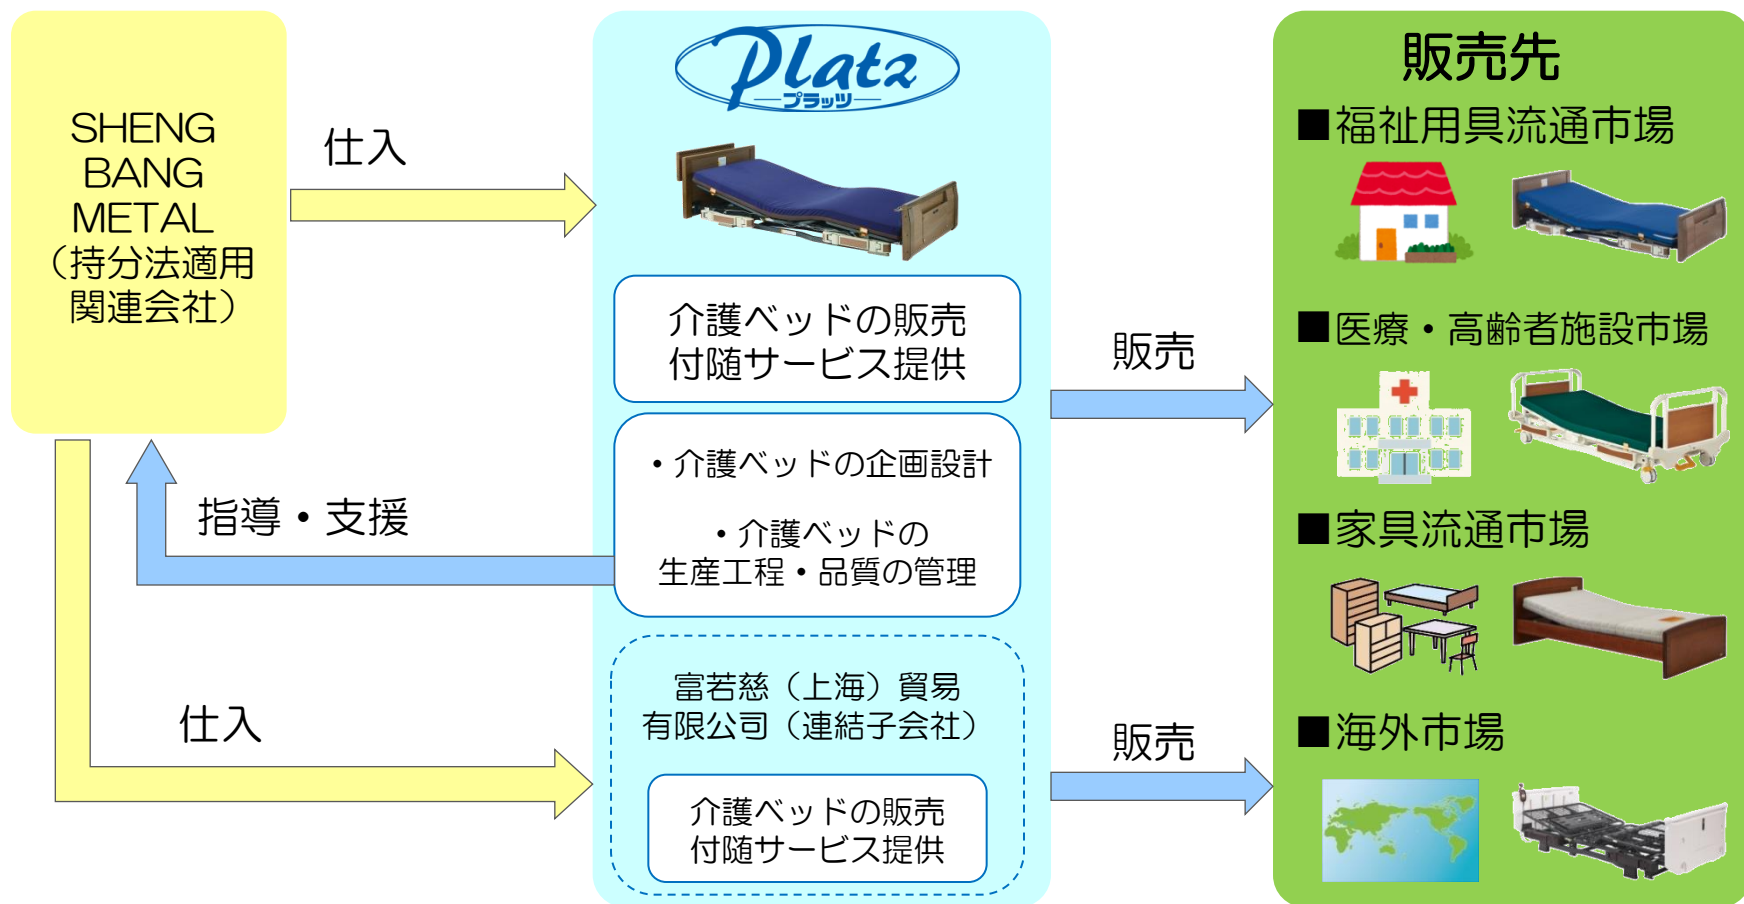 SHENG
BANG
METAL
（持分法適用
関連会社）
仕入
Platz
プラッツ
介護ベッドの販売
付随サービス提供
・介護ベッドの企画設計
・介護ベッドの
生産工程・品質の管理
指導・支援
仕入
富若慈（上海）貿易
有限公司（連結子会社）
介護ベッドの販売
付随サービス提供
販売
販売
販売先
■福祉用具流通市場
■医療・高齢者施設市場
■家具流通市場
■海外市場